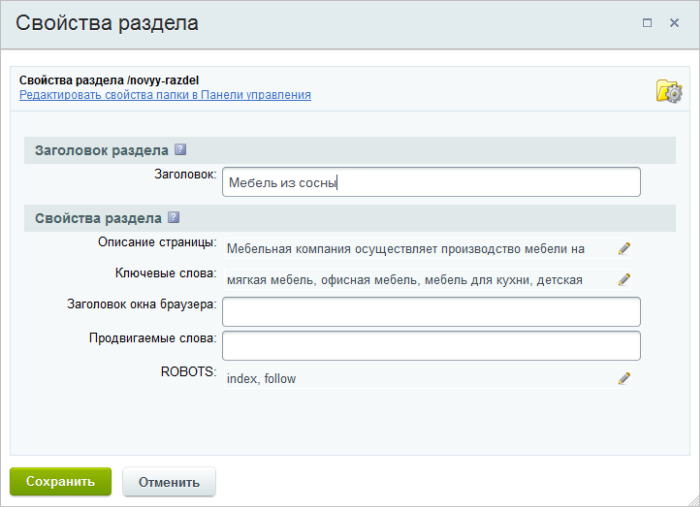 Свойства раздела
Свойства раздела /novyy-razdel
Редактировать свойства папки в Панели управления
Заголовок раздела ?
Заголовок: Мебель из сосны
Свойства раздела ?
Описание страницы: Мебельная компания осуществляет производство мебели на
Ключевые слова: мягкая мебель, офисная мебель, мебель для кухни, детская
Заголовок окна браузера:
Продвигаемые слова:
ROBOTS: index, follow
Сохранить Отменить